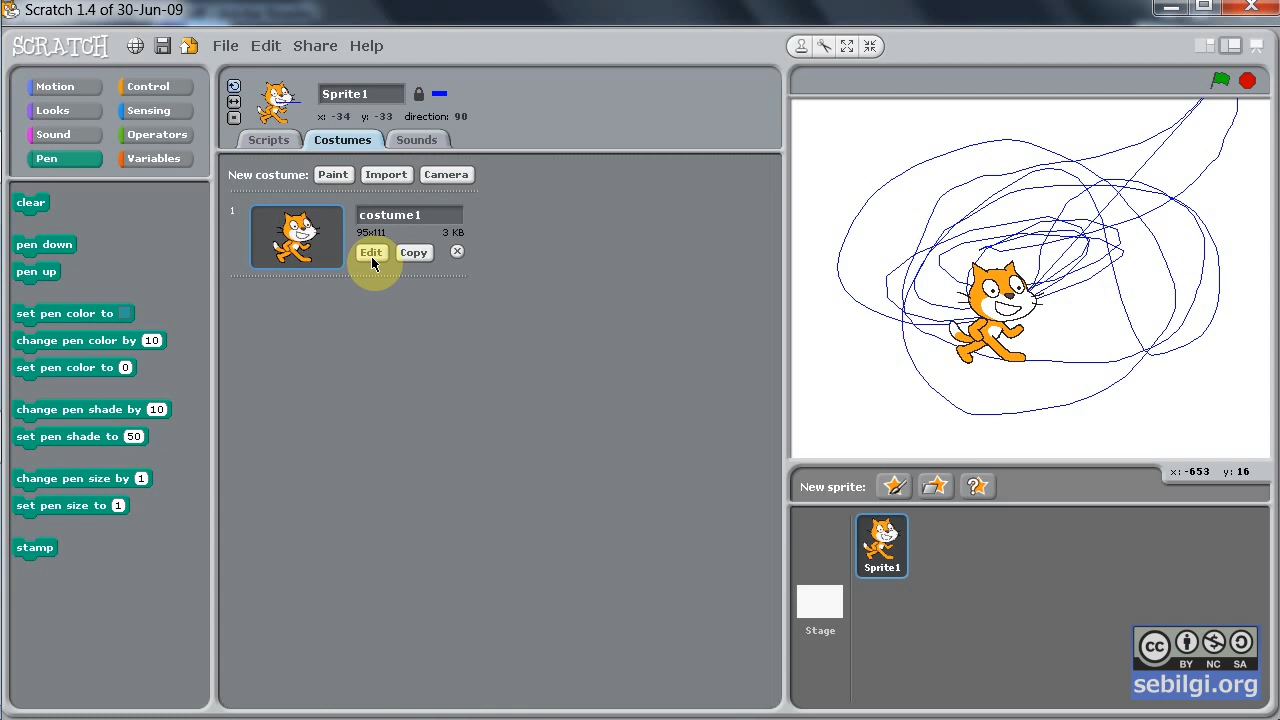 Scratch 1.4 of 30-Jun-09
SCRATCH File Edit Share Help
Motion Control
Looks Sensing
Sound Operators
Pen Variables
clear
pen down
pen up
set pen color to
change pen color by 10
set pen color to 0
change pen shade by 10
set pen shade to 50
change pen size by 1
set pen size to 1
stamp
Sprite1
x: -34 y: -33 direction: 90
Scripts Costumes Sounds
New costume: Paint Import Camera
1 costume1
95x111 3 KB
Edit Copy
x: -653 y: 16
New sprite:
Sprite1
Stage
cc
BY NC SA
sebilgi.org